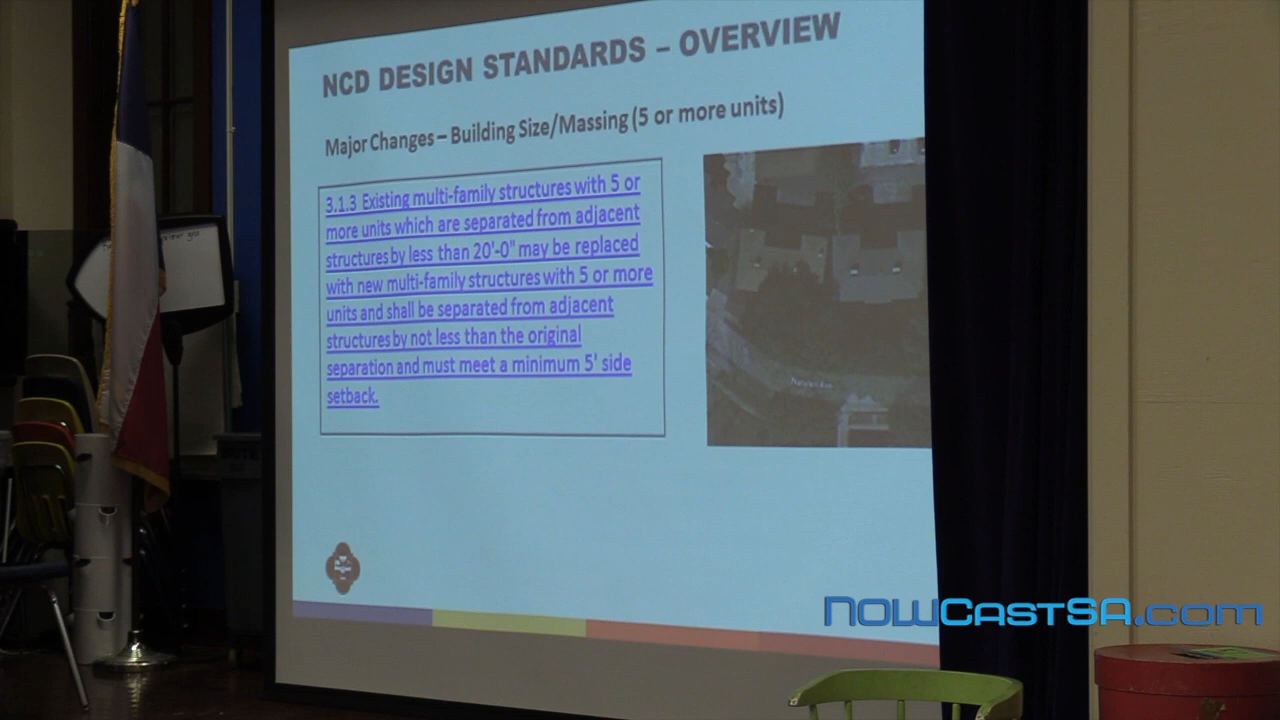 NCD DESIGN STANDARDS – OVERVIEW
Major Changes – Building Size/Massing (5 or more units)
3.1.3 Existing multi-family structures with 5 or
more units which are separated from adjacent
structures by less than 20'-0" may be replaced
with new multi-family structures with 5 or more
units and shall be separated from adjacent
structures by not less than the original
separation and must meet a minimum 5' side
setback.
NOWCastSA.com